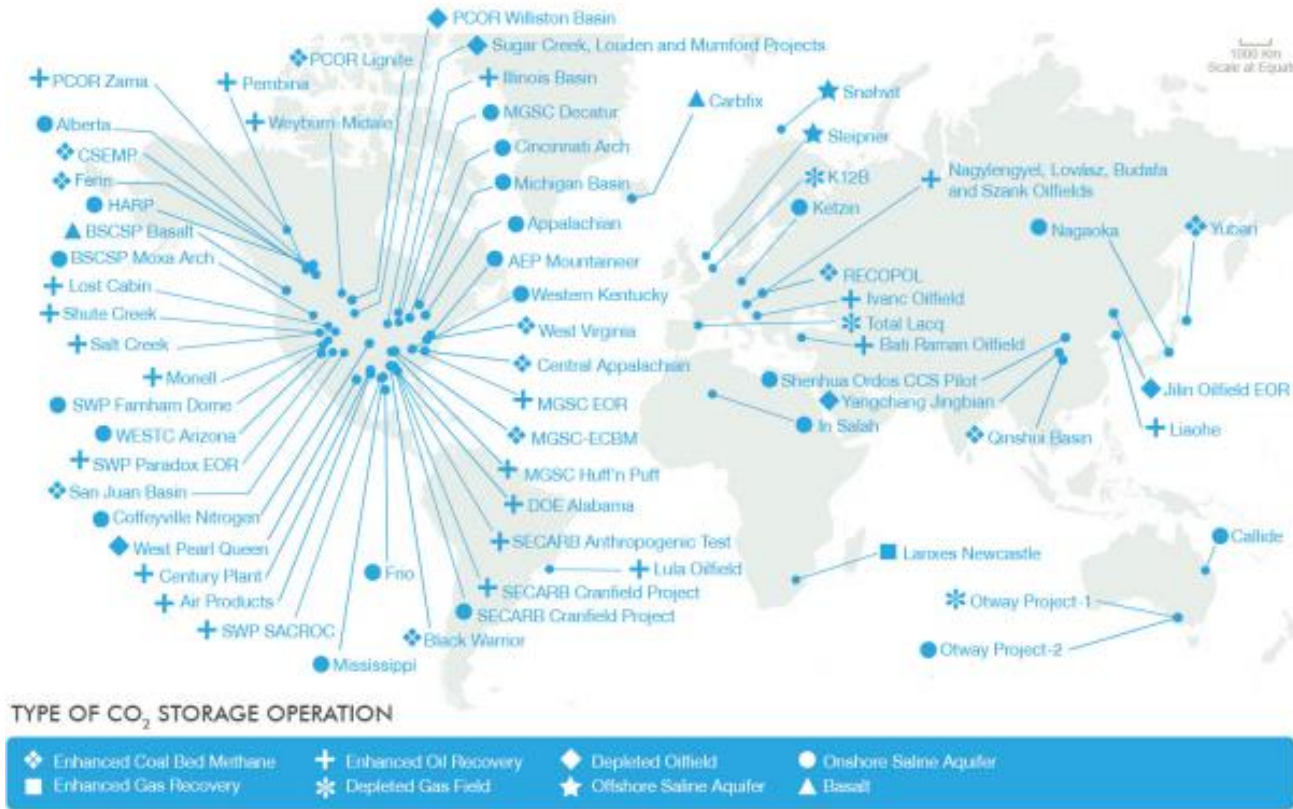 PCOR Williston Basin
Sugar Creek, Louden and Mumford Projects
PCOR Lignite
Illinois Basin
PCOR Zama
Pembina
MGSC Decatur
Weyburn-Midale
Alberta
Cincinnati Arch
CSEMP
Michigan Basin
Fenn
HARP
Appalachian
BSCSP Basalt
BSCSP Moxa Arch
AEP Mountaineer
Lost Cabin
Western Kentucky
Shute Creek
West Virginia
Salt Creek
Central Appalachian
Monell
MGSC EOR
SWP Farnham Dome
WESTC Arizona
MGSC-ECBM
SWP Paradox EOR
MGSC Huff'n Puff
San Juan Basin
DOE Alabama
Coffeyville Nitrogen
SECARB Anthropogenic Test
West Pearl Queen
Century Plant
Frio
SECARB Cranfield Project
Air Products
SECARB Cranfield Project
SWP SACROC
Black Warrior
Mississippi
Lula Oilfield
Carbfix
Snøhvit
Sleipner
K12B
Ketzin
Nagylengyel, Lovász, Budafa
and Szank Oilfields
Nagaoka
Yubari
RECOPOL
Ivanc Oilfield
Total Lacq
Bati Raman Oilfield
Shenhua Ordos CCS Pilot
Yangchang Jingbian
Jilin Oilfield EOR
In Salah
Qinshui Basin
Liaohe
Callide
Lanxes Newcastle
Otway Project-1
Otway Project-2
1000 Km
Scale at Equat
TYPE OF CO₂ STORAGE OPERATION
Enhanced Coal Bed Methane
Enhanced Oil Recovery
Depleted Oilfield
Onshore Saline Aquifer
Enhanced Gas Recovery
Depleted Gas Field
Offshore Saline Aquifer
Basalt